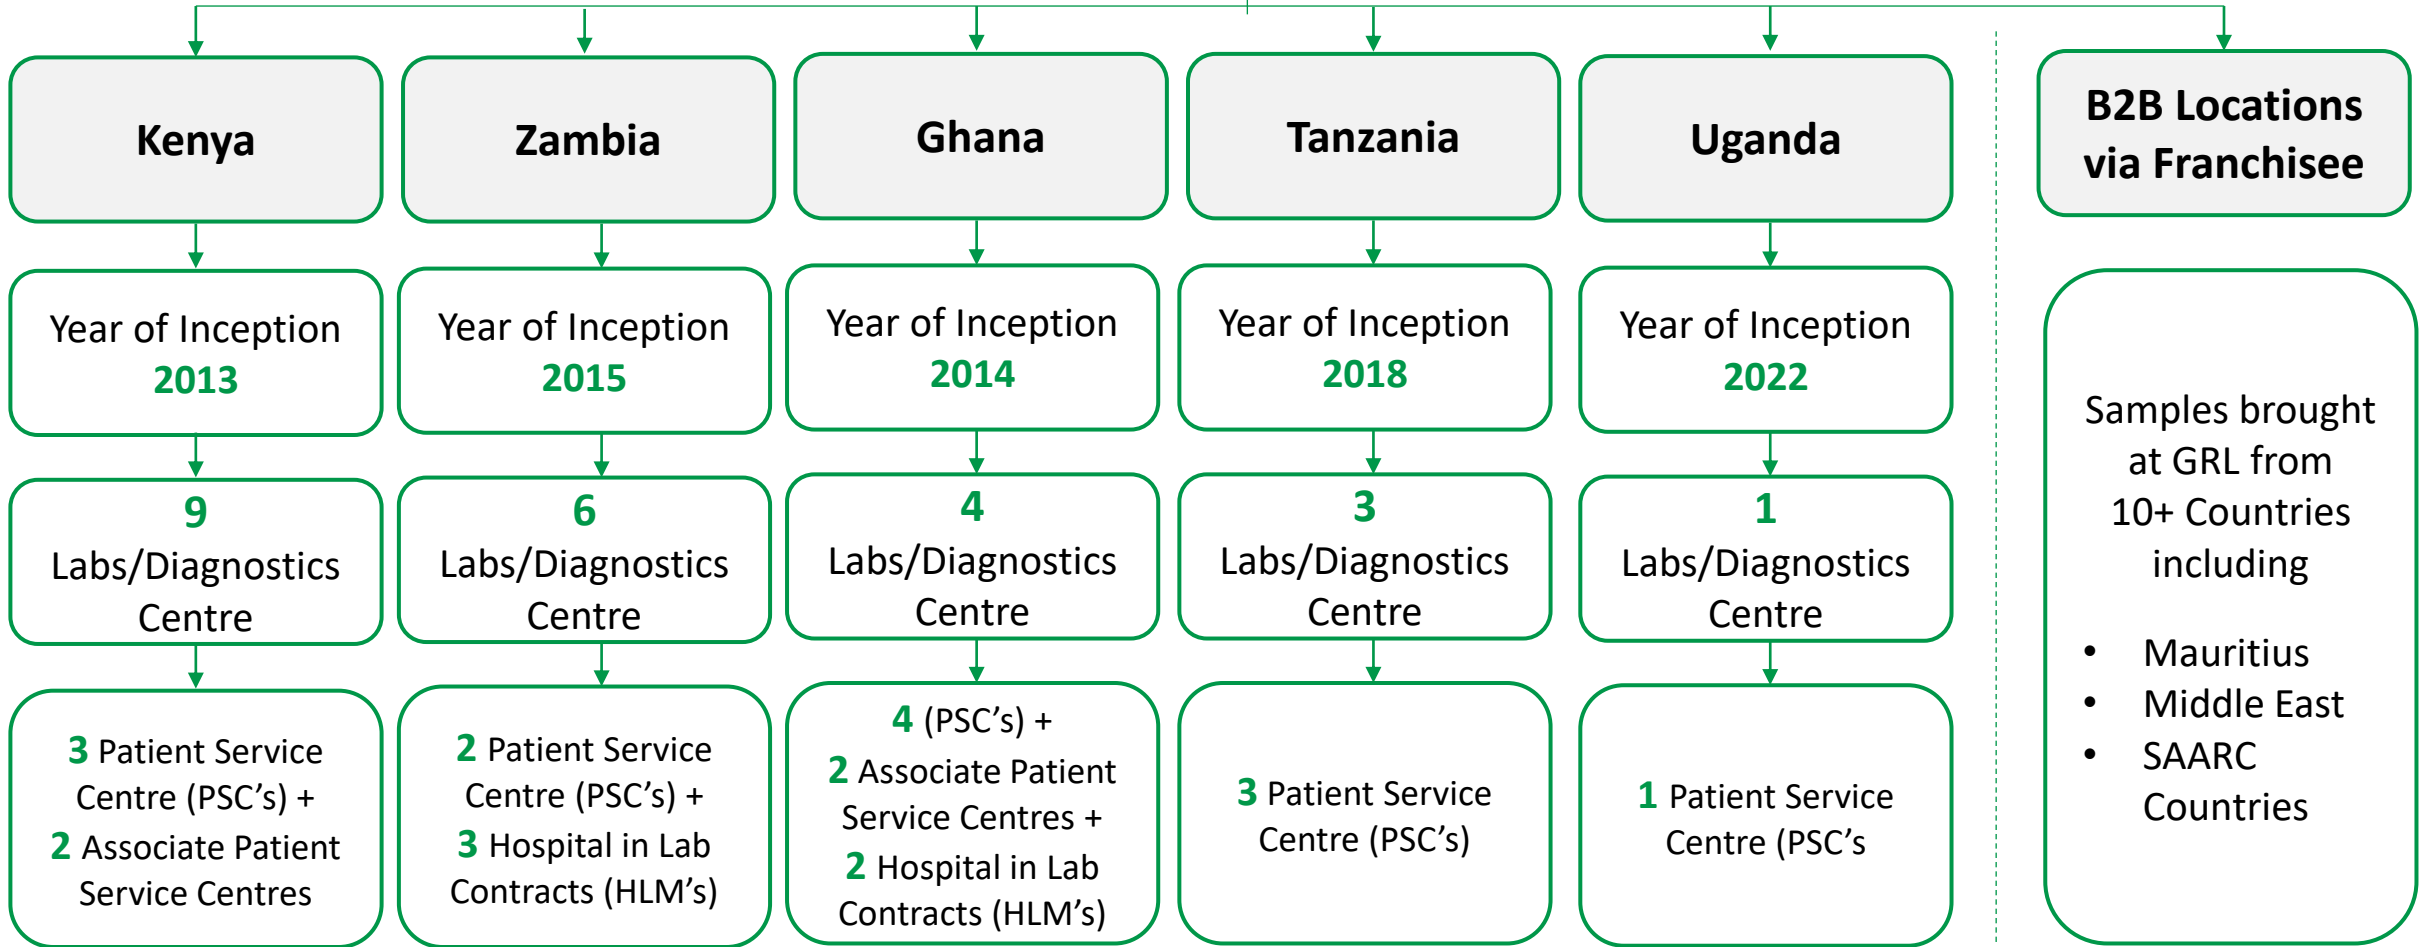 Kenya
Year of Inception
2013
9
Labs/Diagnostics
Centre
3 Patient Service
Centre (PSC’s) +
2 Associate Patient
Service Centres
Zambia
Year of Inception
2015
6
Labs/Diagnostics
Centre
2 Patient Service
Centre (PSC’s) +
3 Hospital in Lab
Contracts (HLM’s)
Ghana
Year of Inception
2014
4
Labs/Diagnostics
Centre
4 (PSC’s) +
2 Associate Patient
Service Centres +
2 Hospital in Lab
Contracts (HLM’s)
Tanzania
Year of Inception
2018
3
Labs/Diagnostics
Centre
3 Patient Service
Centre (PSC’s)
Uganda
Year of Inception
2022
1
Labs/Diagnostics
Centre
1 Patient Service
Centre (PSC’s
B2B Locations
via Franchisee
Samples brought
at GRL from
10+ Countries
including
• Mauritius
• Middle East
• SAARC
Countries